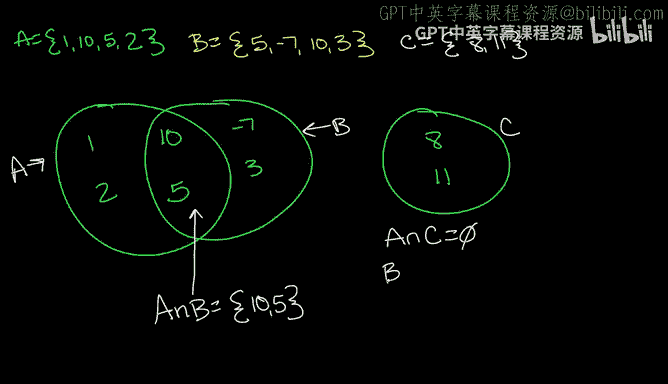 GPT中英字幕课程资源@bilibili.com
GPT中英字幕课程资源 bilibili
A={1,10,5,2} B={5,-7,10,3} C={8,11}
1 10 -7 ←B
A→ 2 5 3
8 C
11
A∩C=∅
B
A∩B={10,5}